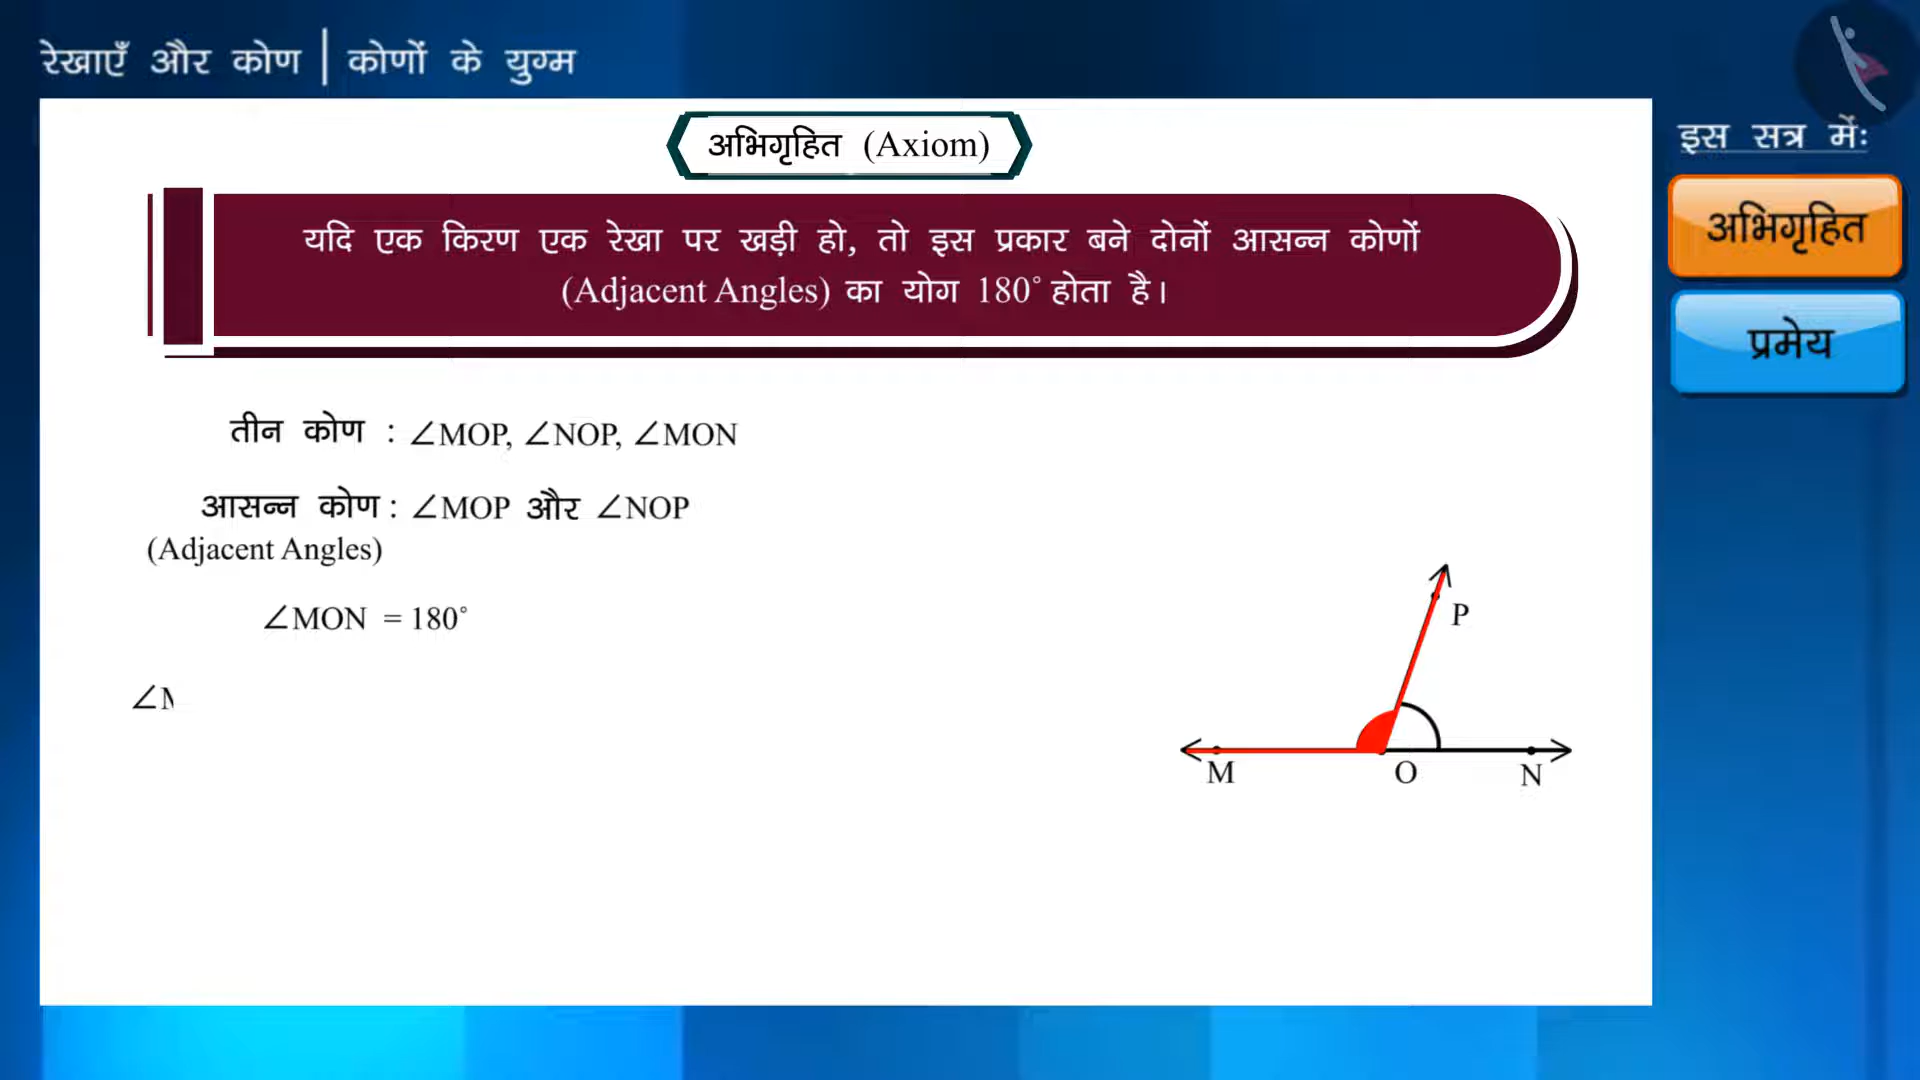 रेखाएँ और कोण | कोणों के युग्म
अभिगृहित (Axiom)
यदि एक किरण एक रेखा पर खड़ी हो, तो इस प्रकार बने दोनों आसन्न कोणों
(Adjacent Angles) का योग 180° होता है।
तीन कोण : ∠MOP, ∠NOP, ∠MON
आसन्न कोण : ∠MOP और ∠NOP
(Adjacent Angles)
∠MON = 180°
∠M
P
M
O
N
इस सत्र में:
अभिगृहित
प्रमेय